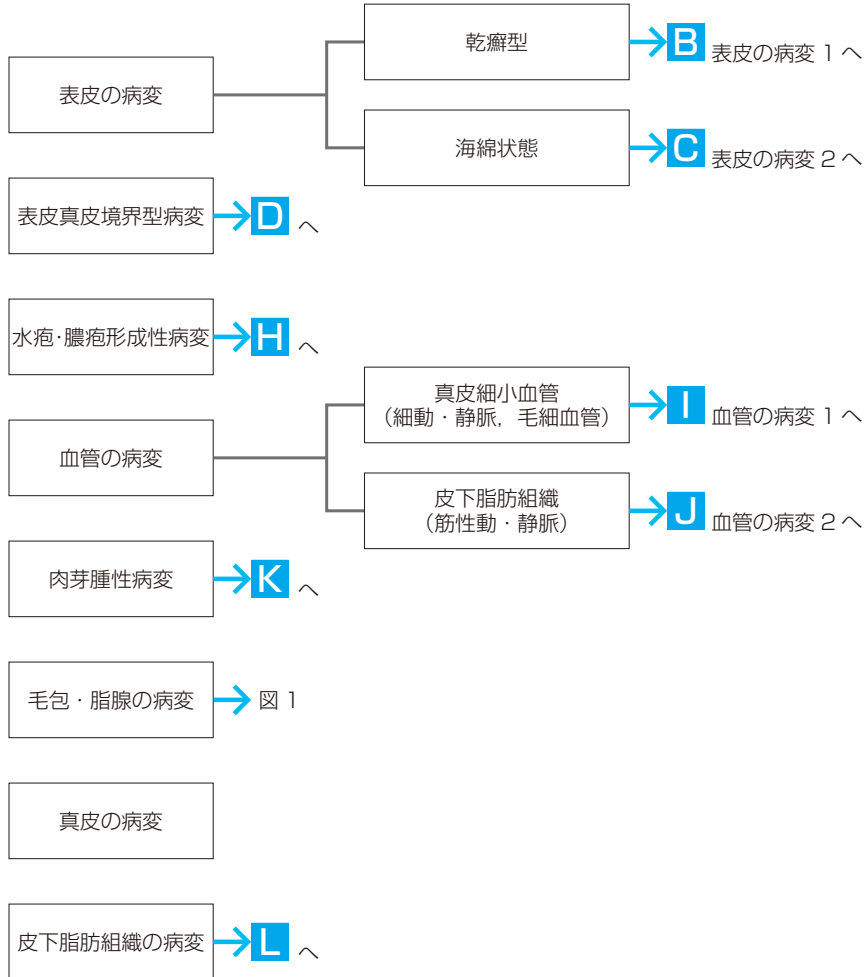 乾癬型
B 表皮の病変 1 へ
表皮の病変
海綿状態
C 表皮の病変 2 へ
表皮真皮境界型病変
D へ
水疱・膿疱形成性病変
H へ
真皮細小血管
（細動・静脈，毛細血管）
I 血管の病変 1 へ
血管の病変
皮下脂肪組織
（筋性動・静脈）
J 血管の病変 2 へ
肉芽腫性病変
K へ
毛包・脂腺の病変
図 1
真皮の病変
皮下脂肪組織の病変
L へ